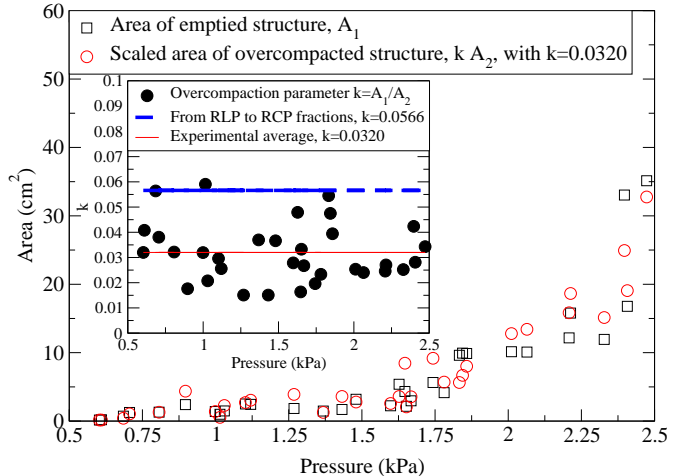 60
50
40
30
20
10
0
Area (cm²)
Area of emptied structure, A₁
Scaled area of overcompacted structure, k A₂, with k=0.0320
0.1
0.09
0.08
0.07
0.06
0.05
0.04
0.03
0.02
0.01
0
k
Overcompaction parameter k=A₁/A₂
From RLP to RCP fractions, k=0.0566
Experimental average, k=0.0320
0.5 1 1.5 2 2.5
Pressure (kPa)
0.5 0.75 1 1.25 1.5 1.75 2 2.25 2.5
Pressure (kPa)